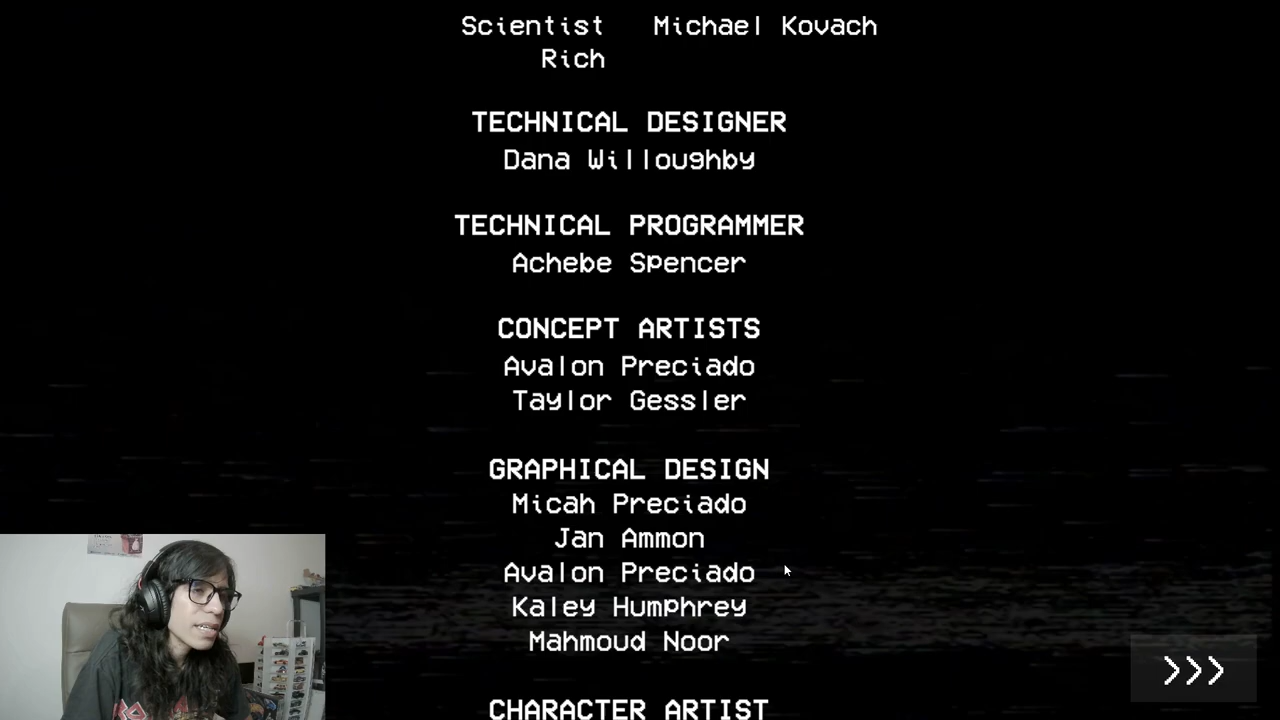 Scientist Michael Kovach
Rich
TECHNICAL DESIGNER
Dana Willoughby
TECHNICAL PROGRAMMER
Achebe Spencer
CONCEPT ARTISTS
Avalon Preciado
Taylor Gessler
GRAPHICAL DESIGN
Micah Preciado
Jan Ammon
Avalon Preciado
Kaley Humphrey
Mahmoud Noor
CHARACTER ARTIST
>>>